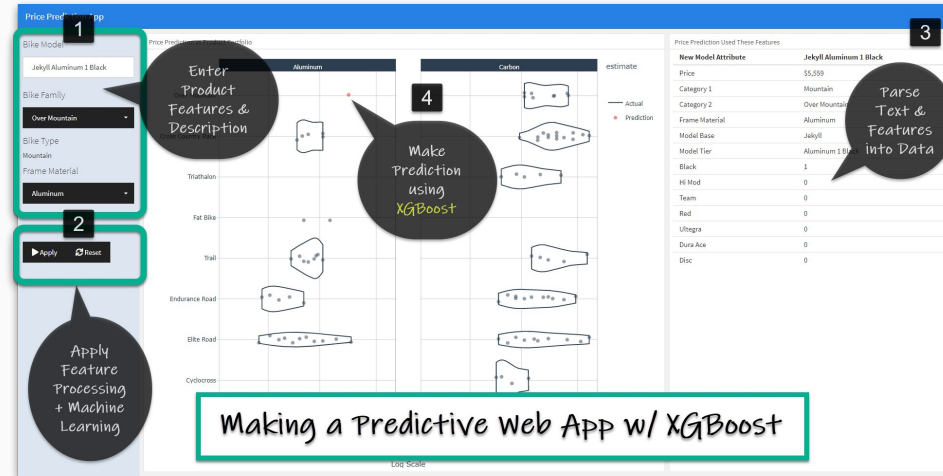 Price Prediction App
1
Bike Model
Jekyll Aluminum 1 Black
Bike Family
Over Mountain
Bike Type
Mountain
Frame Material
Aluminum
2
Apply
Reset
Enter
Product
Features &
Description
Apply
Feature
Processing
+ Machine
Learning
Price Prediction
Aluminum
Carbon
estimate
Actual
Prediction
Triathalon
Fat Bike
Trail
Endurance Road
Elite Road
Cyclocross
Log Scale
4
Make
Prediction
using
XGBoost
3
Price Prediction Used These Features
New Model Attribute Jekyll Aluminum 1 Black
Price $5,559
Category 1 Mountain
Category 2 Over Mountain
Frame Material Aluminum
Model Base Jekyll
Model Tier Aluminum 1
Black 1
Hi Mod 0
Team 0
Red 0
Ultegra 0
Dura Ace 0
Disc 0
Parse
Text &
Features
into Data
Making a Predictive Web App w/ XGBoost